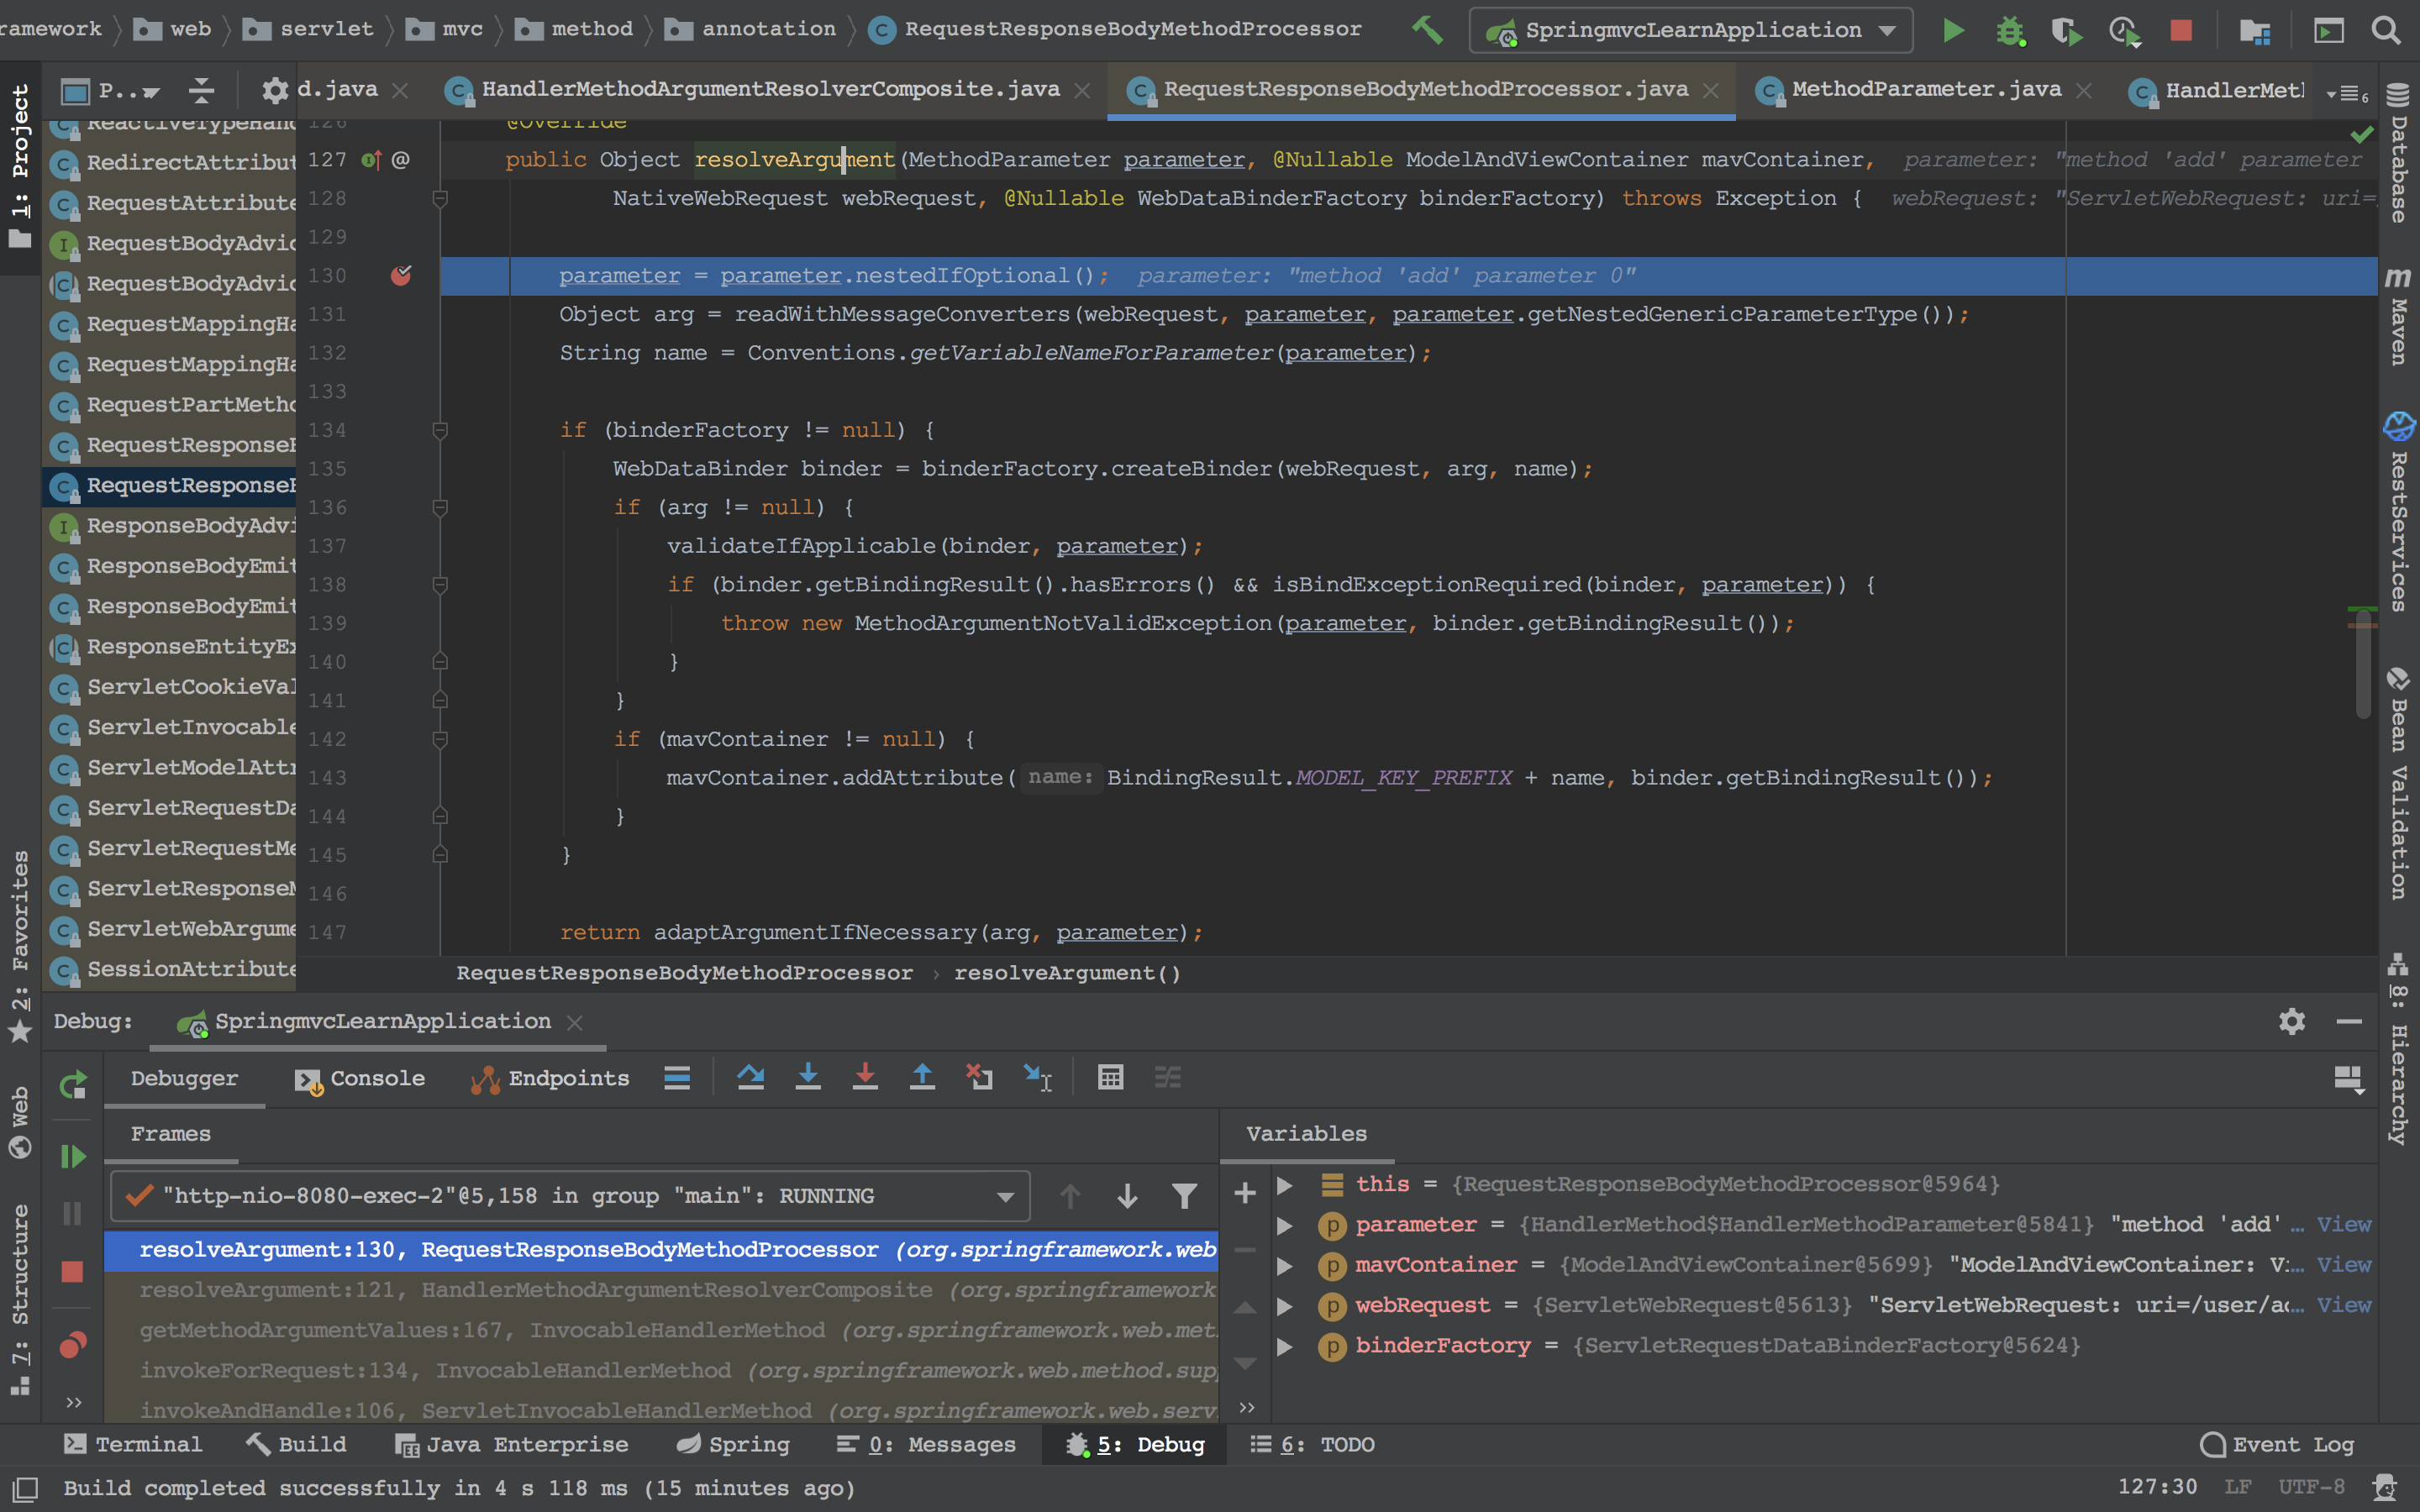 ramework web servlet mvc method annotation RequestResponseBodyMethodProcessor SpringmvcLearnApplication
P.. d.java HandlerMethodArgumentResolverComposite.java RequestResponseBodyMethodProcessor.java MethodParameter.java HandlerMet 6
1: Project
2: Favorites
Web
7: Structure
ReactiveTypeHan
RedirectAttribut
RequestAttribute
RequestBodyAdvic
RequestBodyAdvic
RequestMappingHa
RequestMappingHa
RequestPartMetho
RequestResponseB
RequestResponseB
ResponseBodyAdvi
ResponseBodyEmit
ResponseBodyEmit
ResponseEntityEx
ServletCookieVal
ServletInvocable
ServletModelAttr
ServletRequestDa
ServletRequestMe
ServletResponseM
ServletWebArgume
SessionAttribute
126 @Override
127 @ public Object resolveArgument(MethodParameter parameter, @Nullable ModelAndViewContainer mavContainer, parameter: "method 'add' parameter
128 NativeWebRequest webRequest, @Nullable WebDataBinderFactory binderFactory) throws Exception { webRequest: "ServletWebRequest: uri=
129
130 parameter = parameter.nestedIfOptional(); parameter: "method 'add' parameter 0"
131 Object arg = readWithMessageConverters(webRequest, parameter, parameter.getNestedGenericParameterType());
132 String name = Conventions.getVariableNameForParameter(parameter);
133
134 if (binderFactory != null) {
135 WebDataBinder binder = binderFactory.createBinder(webRequest, arg, name);
136 if (arg != null) {
137 validateIfApplicable(binder, parameter);
138 if (binder.getBindingResult().hasErrors() && isBindExceptionRequired(binder, parameter)) {
139 throw new MethodArgumentNotValidException(parameter, binder.getBindingResult());
140 }
141 }
142 if (mavContainer != null) {
143 mavContainer.addAttribute( name: BindingResult.MODEL_KEY_PREFIX + name, binder.getBindingResult());
144 }
145 }
146
147 return adaptArgumentIfNecessary(arg, parameter);
RequestResponseBodyMethodProcessor › resolveArgument()
Database
Maven
RestServices
Bean Validation
8: Hierarchy
Debug: SpringmvcLearnApplication
Debugger Console Endpoints
Frames
"http-nio-8080-exec-2"@5,158 in group "main": RUNNING
resolveArgument:130, RequestResponseBodyMethodProcessor (org.springframework.web
resolveArgument:121, HandlerMethodArgumentResolverComposite (org.springframework
getMethodArgumentValues:167, InvocableHandlerMethod (org.springframework.web.met
invokeForRequest:134, InvocableHandlerMethod (org.springframework.web.method.sup
invokeAndHandle:106, ServletInvocableHandlerMethod (org.springframework.web.serv
Variables
this = {RequestResponseBodyMethodProcessor@5964}
parameter = {HandlerMethod$HandlerMethodParameter@5841} "method 'add' ... View
mavContainer = {ModelAndViewContainer@5699} "ModelAndViewContainer: Vi... View
webRequest = {ServletWebRequest@5613} "ServletWebRequest: uri=/user/ad... View
binderFactory = {ServletRequestDataBinderFactory@5624}
Terminal Build Java Enterprise Spring 0: Messages 5: Debug 6: TODO Event Log
Build completed successfully in 4 s 118 ms (15 minutes ago) 127:30 LF UTF-8